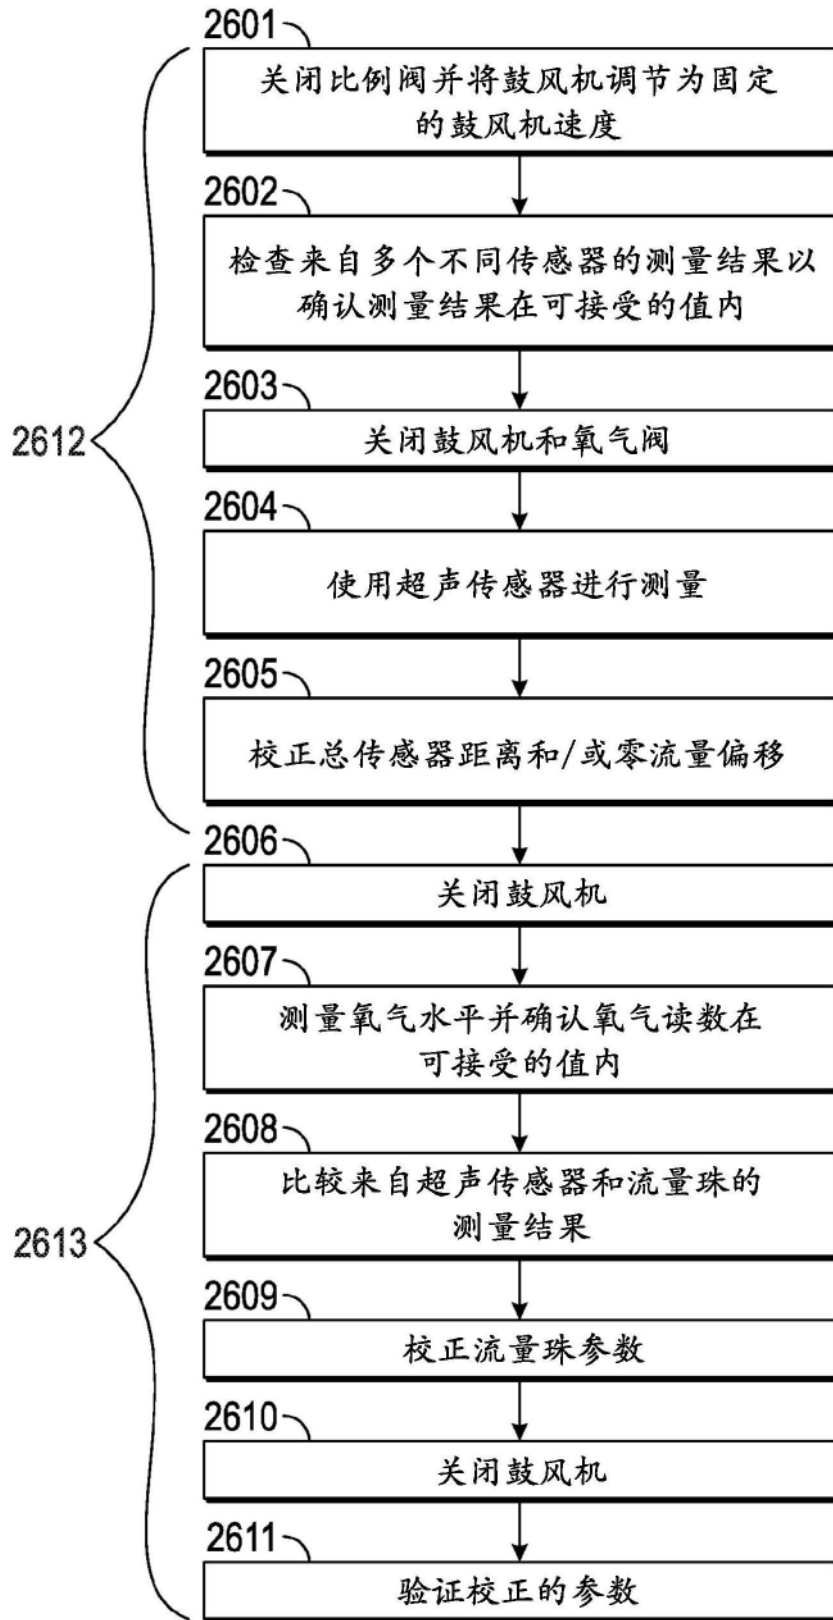 2601
关闭比例阀并将鼓风机调节为固定
的鼓风机速度
2602
检查来自多个不同传感器的测量结果以
确认测量结果在可接受的值内
2603
关闭鼓风机和氧气阀
2612
2604
使用超声传感器进行测量
2605
校正总传感器距离和/或零流量偏移
2606
关闭鼓风机
2607
测量氧气水平并确认氧气读数在
可接受的值内
2608
比较来自超声传感器和流量珠的
测量结果
2613
2609
校正流量珠参数
2610
关闭鼓风机
2611
验证校正的参数